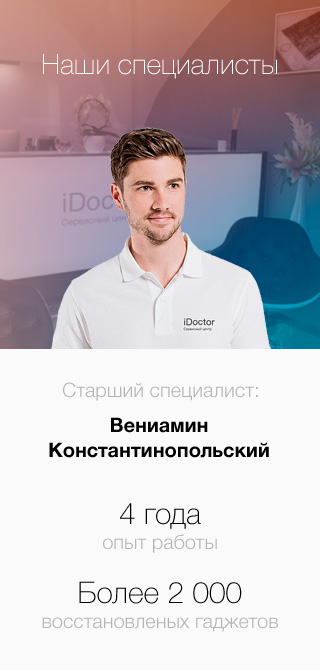 Наши специалисты
iDoctor
Сервисный центр
iDoctor
Сервисный центр
Старший специалист:
Вениамин
Константинопольский
4 года
опыт работы
Более 2 000
восстановленых гаджетов